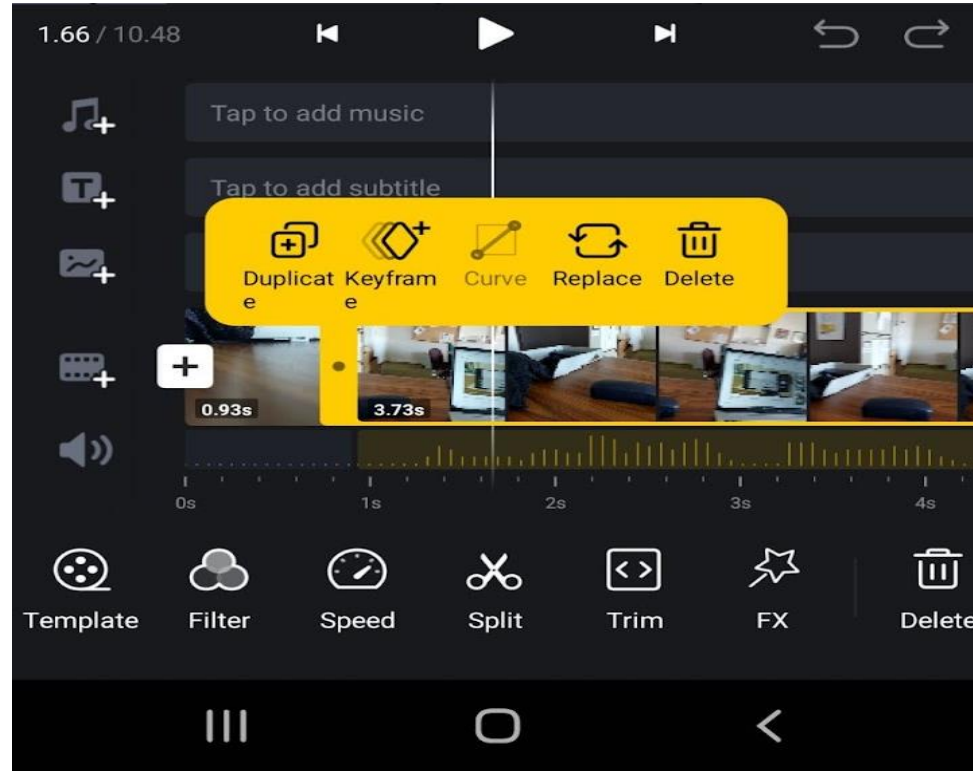 1.66 / 10.48
Tap to add music
Tap to add subtitle
Duplicat
e
Keyfram
e
Curve
Replace
Delete
0.93s
3.73s
0s 1s 2s 3s 4s
Template Filter Speed Split Trim FX Delete